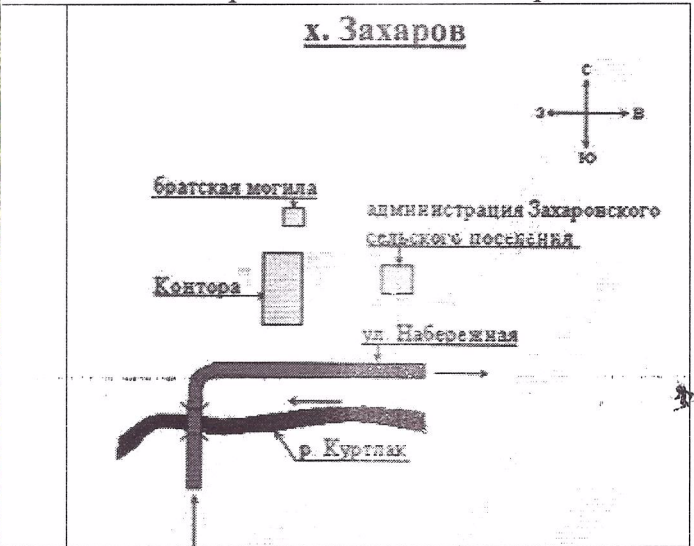 х. Захаров
С
З
В
Ю
братская могила
администрация Захаровского
сельского поселения
Контора
ул. Набережная
р. Куртлак